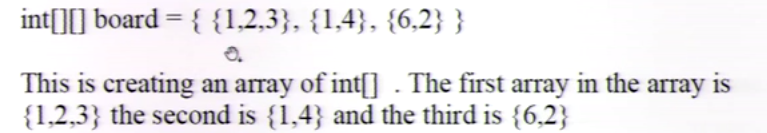 int[][] board = { {1,2,3}, {1,4}, {6,2} }
This is creating an array of int[]  . The first array in the array is
{1,2,3} the second is {1,4} and the third is {6,2}